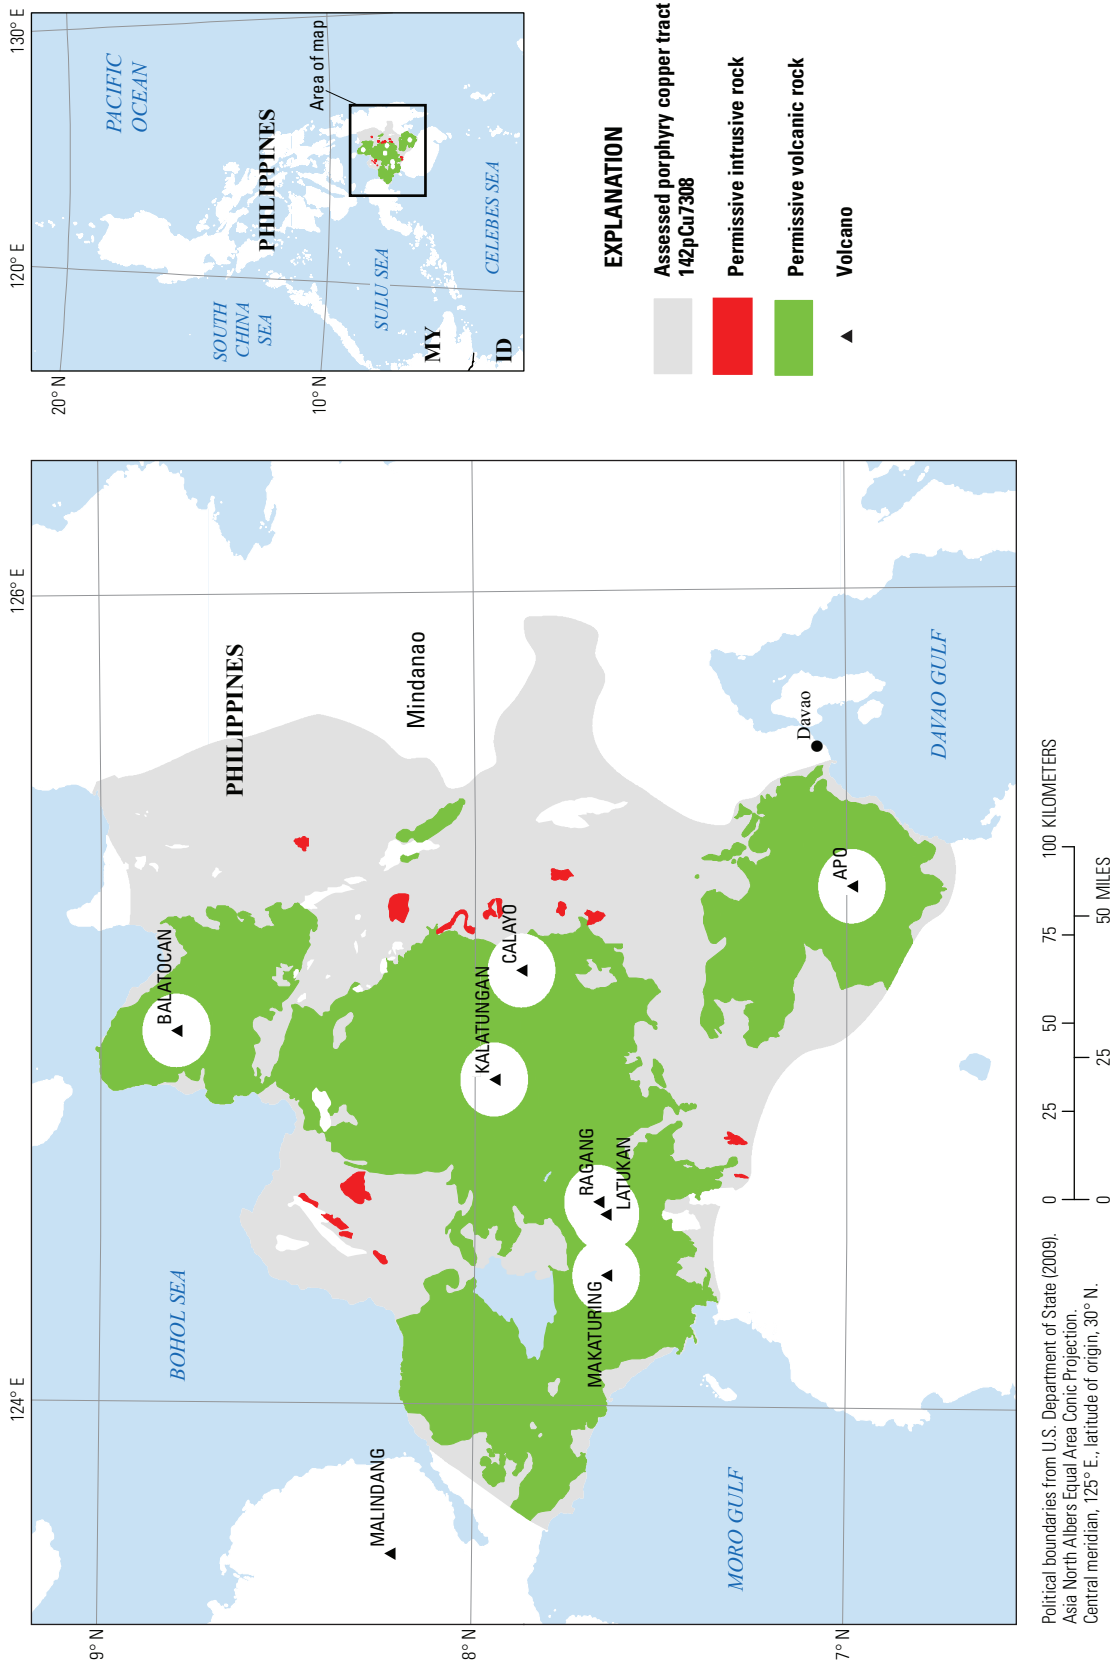 124° E
126° E
9° N
8° N
7° N
BOHOL SEA
PHILIPPINES
Mindanao
BALATOCAN
MALINDANG
KALATUNGAN
CALAYO
RAGANG
LATUKAN
MAKATURING
APO
Davao
DAVAO GULF
MORO GULF
Political boundaries from U.S. Department of State (2009).
Asia North Albers Equal Area Conic Projection.
Central meridian, 125° E., latitude of origin, 30° N.
0 25 50 75 100 KILOMETERS
0 25 50 MILES
120° E
130° E
20° N
10° N
PACIFIC
OCEAN
PHILIPPINES
Area of map
SOUTH
CHINA
SEA
SULU SEA
CELEBES SEA
MY
ID
EXPLANATION
Assessed porphyry copper tract
142pCu7308
Permissive intrusive rock
Permissive volcanic rock
Volcano